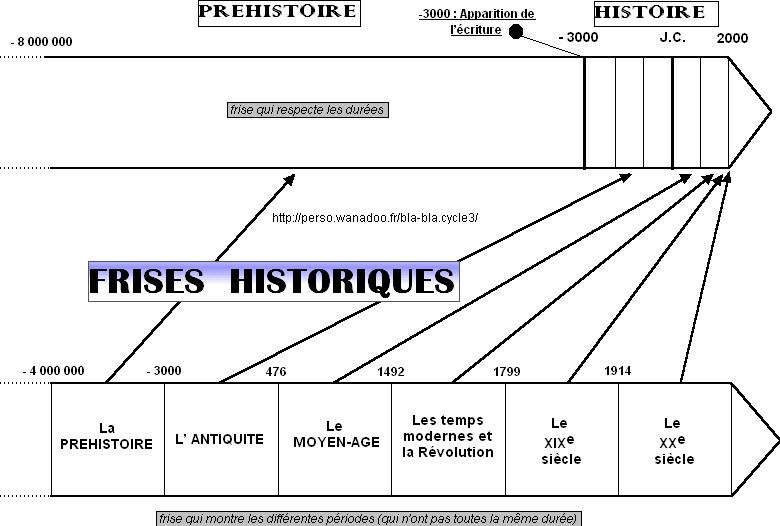 PREHISTOIRE
-3000 : Apparition de
l'écriture
HISTOIRE
- 8 000 000
- 3000
J.C.
2000
frise qui respecte les durées
http://perso.wanadoo.fr/bla-bla.cycle3/
FRISES HISTORIQUES
- 4 000 000
- 3000
476
1492
1799
1914
La
PREHISTOIRE
L' ANTIQUITE
Le
MOYEN-AGE
Les temps
modernes et
la Révolution
Le
XIXe
siècle
Le
XXe
siècle
frise qui montre les différentes périodes (qui n'ont pas toutes la même durée)